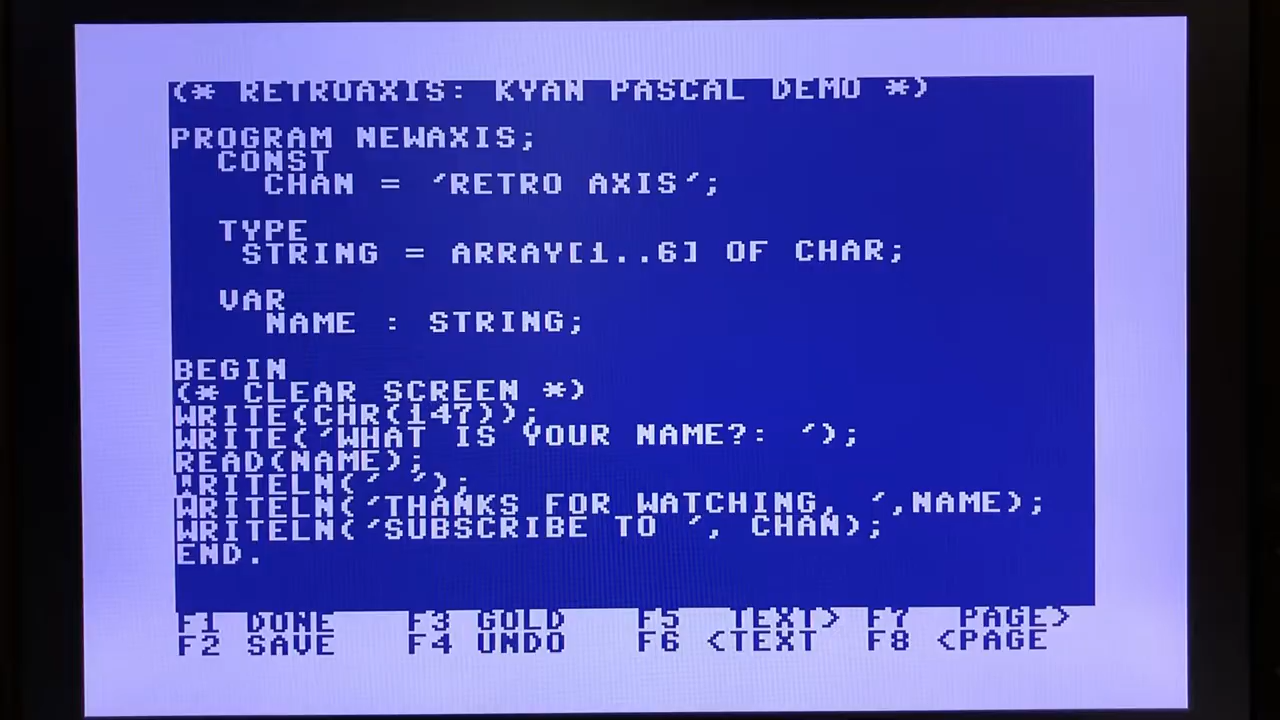 (* RETROAXIS: KYAN PASCAL DEMO *)
PROGRAM NEWAXIS;
CONST
CHAN = 'RETRO AXIS';
TYPE
STRING = ARRAY[1..6] OF CHAR;
VAR
NAME : STRING;
BEGIN
(* CLEAR SCREEN *)
WRITE(CHR(147));
WRITE('WHAT IS YOUR NAME?: ');
READ(NAME);
WRITELN(' ');
WRITELN('THANKS FOR WATCHING, ',NAME);
WRITELN('SUBSCRIBE TO ', CHAN);
END.
F1 DONE F3 GOLD F5 TEXT> F7 PAGE>
F2 SAVE F4 UNDO F6 <TEXT F8 <PAGE